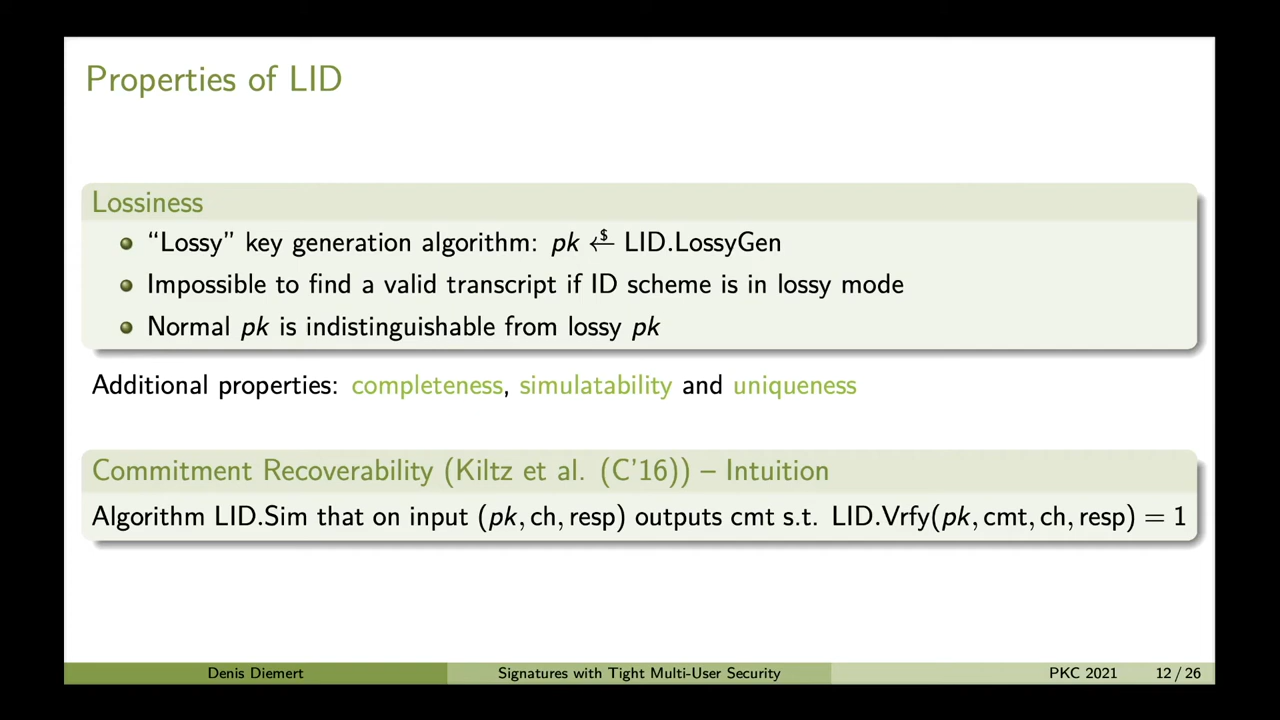 Properties of LID
Lossiness
“Lossy” key generation algorithm: pk ←$ LID.LossyGen
Impossible to find a valid transcript if ID scheme is in lossy mode
Normal pk is indistinguishable from lossy pk
Additional properties: completeness, simulatability and uniqueness
Commitment Recoverability (Kiltz et al. (C'16)) – Intuition
Algorithm LID.Sim that on input (pk, ch, resp) outputs cmt s.t. LID.Vrfy(pk, cmt, ch, resp) = 1
Denis Diemert Signatures with Tight Multi-User Security PKC 2021 12 / 26